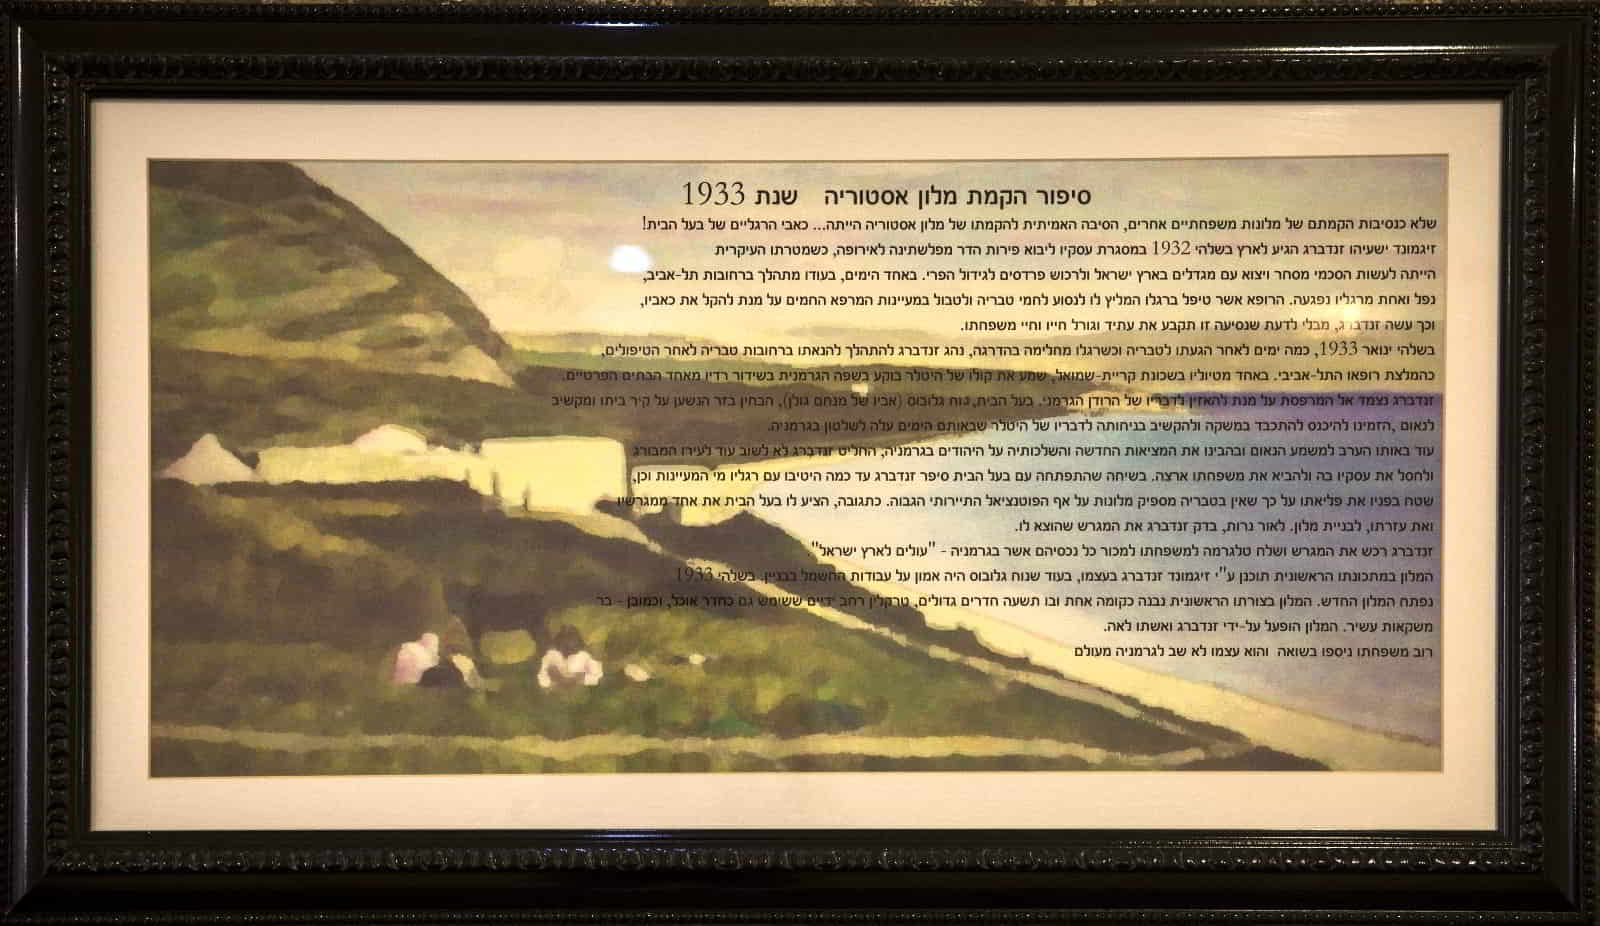 סיפור הקמת מלון אסטוריה שנת 1933
שלא כנסיבות הקמתם של מלונות משפחתיים אחרים, הסיבה האמיתית להקמתו של מלון אסטוריה הייתה... כאבי הרגליים של בעל הבית!
זיגמונד ישעיהו זנדברג הגיע לארץ בשלהי 1932 במסגרת עסקיו ליבוא פירות הדר מפלשתינה לאירופה, כשמטרתו העיקרית
הייתה לעשות הסכמי מסחר ויצוא עם מגדלים בארץ ישראל ולרכוש פרדסים לגידול הפרי. באחד הימים, בעודו מתהלך ברחובות תל-אביב,
נפל ואחת מרגליו נפגעה. הרופא אשר טיפל ברגלו המליץ לו לנסוע לחמי טבריה ולטבול במעיינות המרפא החמים על מנת להקל את כאביו,
וכך עשה זנדברג, מבלי לדעת שנסיעה זו תקבע את עתיד וגורל חייו וחיי משפחתו.
בשלהי ינואר 1933, כמה ימים לאחר הגעתו לטבריה וכשרגלו מחלימה בהדרגה, נהג זנדברג להתהלך להנאתו ברחובות טבריה לאחר הטיפולים,
כהמלצת רופאו התל-אביבי. באחד מטיוליו בשכונת קריית-שמואל, שמע את קולו של היטלר בוקע בשפה הגרמנית בשידור רדיו מאחד הבתים הפרטיים.
זנדברג נצמד אל המרפסת על מנת להאזין לדבריו של הרודן הגרמני. בעל הבית, נוח גלובוס (אביו של מנחם גולן), הבחין בזר הנשען על קיר ביתו ומקשיב
לנאום ,הזמינו להיכנס להתכבד במשקה ולהקשיב בניחותה לדבריו של היטלר שבאותם הימים עלה לשלטון בגרמניה.
עוד באותו הערב למשמע הנאום ובהבינו את המציאות החדשה והשלכותיה על היהודים בגרמניה, החליט זנדברג לא לשוב עוד לעירו המבורג
ולחסל את עסקיו בה ולהביא את משפחתו ארצה. בשיחה שהתפתחה עם בעל הבית סיפר זנדברג עד כמה היטיבו עם רגליו מי המעיינות וכן,
שטח בפניו את פליאתו על כך שאין בטבריה מספיק מלונות על אף הפוטנציאל התיירותי הגבוה. כתגובה, הציע לו בעל הבית את אחד ממגרשיו
ואת עזרתו, לבניית מלון. לאור נרות, בדק זנדברג את המגרש שהוצא לו.
זנדברג רכש את המגרש ושלח טלגרמה למשפחתו למכור כל נכסיהם אשר בגרמניה - "עולים לארץ ישראל".
המלון במתכונתו הראשונית תוכנן ע"י זיגמונד זנדברג בעצמו, בעוד שנוח גלובוס היה אמון על עבודות החשמל בבניין. בשלהי 1933
נפתח המלון החדש. המלון בצורתו הראשונית נבנה כקומה אחת ובו תשעה חדרים גדולים, טרקלין רחב ידיים ששימש גם כחדר אוכל, וכמובן - בר
משקאות עשיר. המלון הופעל על-ידי זנדברג ואשתו לאה.
רוב משפחתו ניספו בשואה והוא עצמו לא שב לגרמניה מעולם